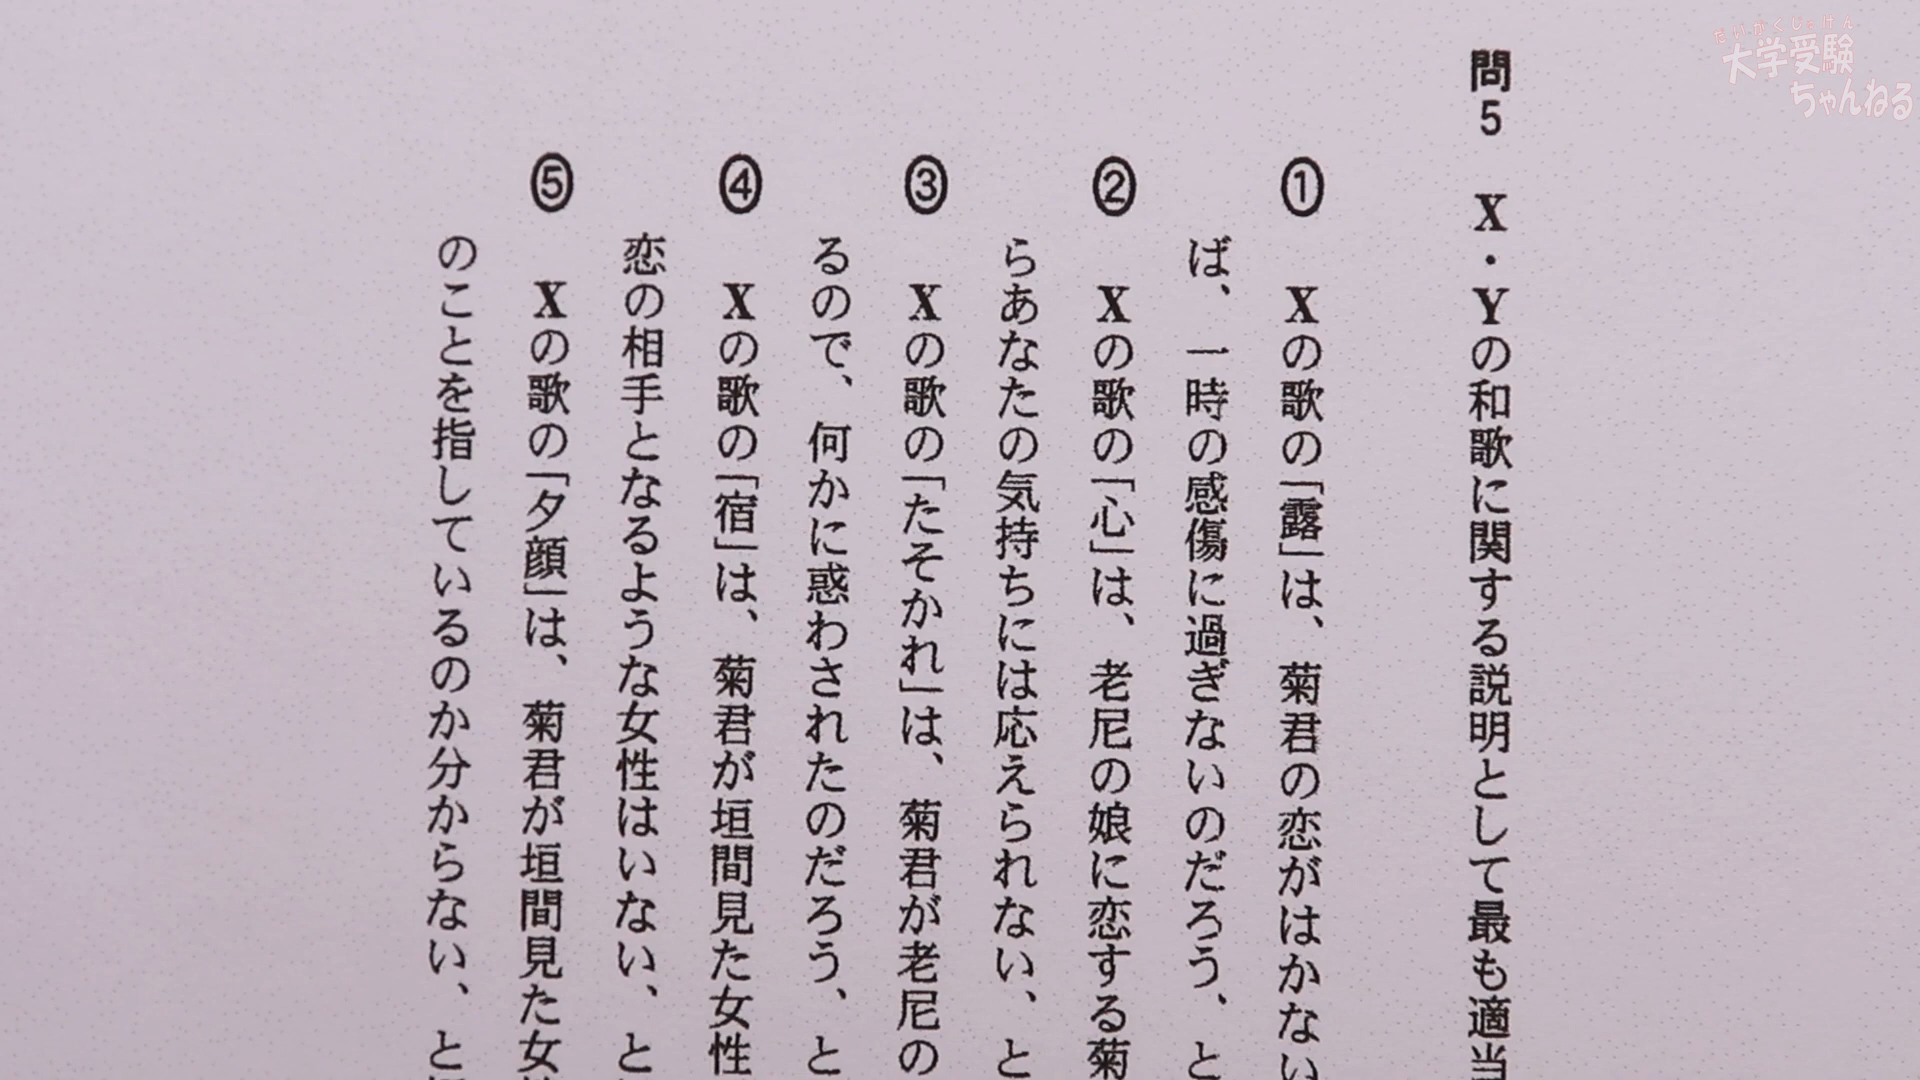 だいがくじゅけん
大学受験
ちゃんねる
問5 X・Yの和歌に関する説明として最も適当
① Xの歌の「露」は、菊君の恋がはかない
ば、一時の感傷に過ぎないのだろう、と
② Xの歌の「心」は、老尼の娘に恋する菊
らあなたの気持ちには応えられない、と
③ Xの歌の「たそかれ」は、菊君が老尼の
るので、何かに惑わされたのだろう、と
④ Xの歌の「宿」は、菊君が垣間見た女性
恋の相手となるような女性はいない、と
⑤ Xの歌の「夕顔」は、菊君が垣間見た女
のことを指しているのか分からない、と